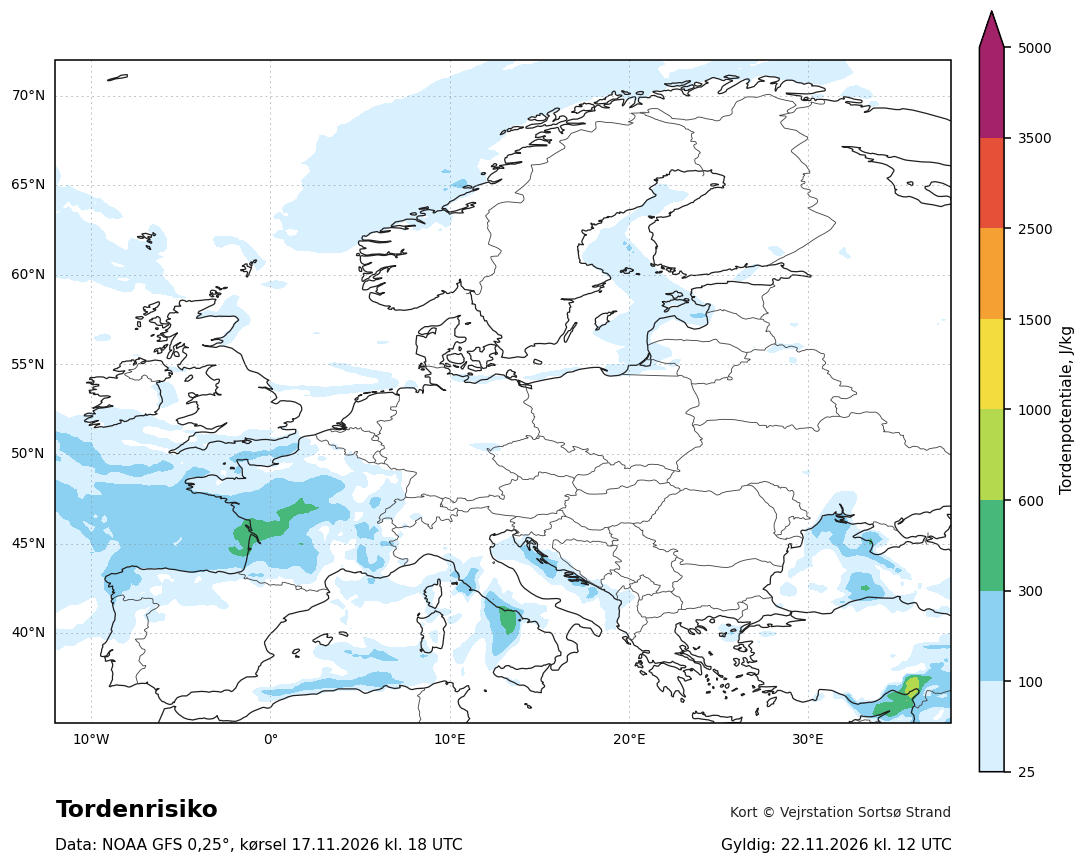 70°N
65°N
60°N
55°N
50°N
45°N
40°N
10°W
0°
10°E
20°E
30°E
5000
3500
2500
1500
1000
600
300
100
25
Tordenpotentiale, J/kg
Tordenrisiko
Kort © Vejrstation Sortsø Strand
Data: NOAA GFS 0,25°, kørsel 17.11.2026 kl. 18 UTC
Gyldig: 22.11.2026 kl. 12 UTC